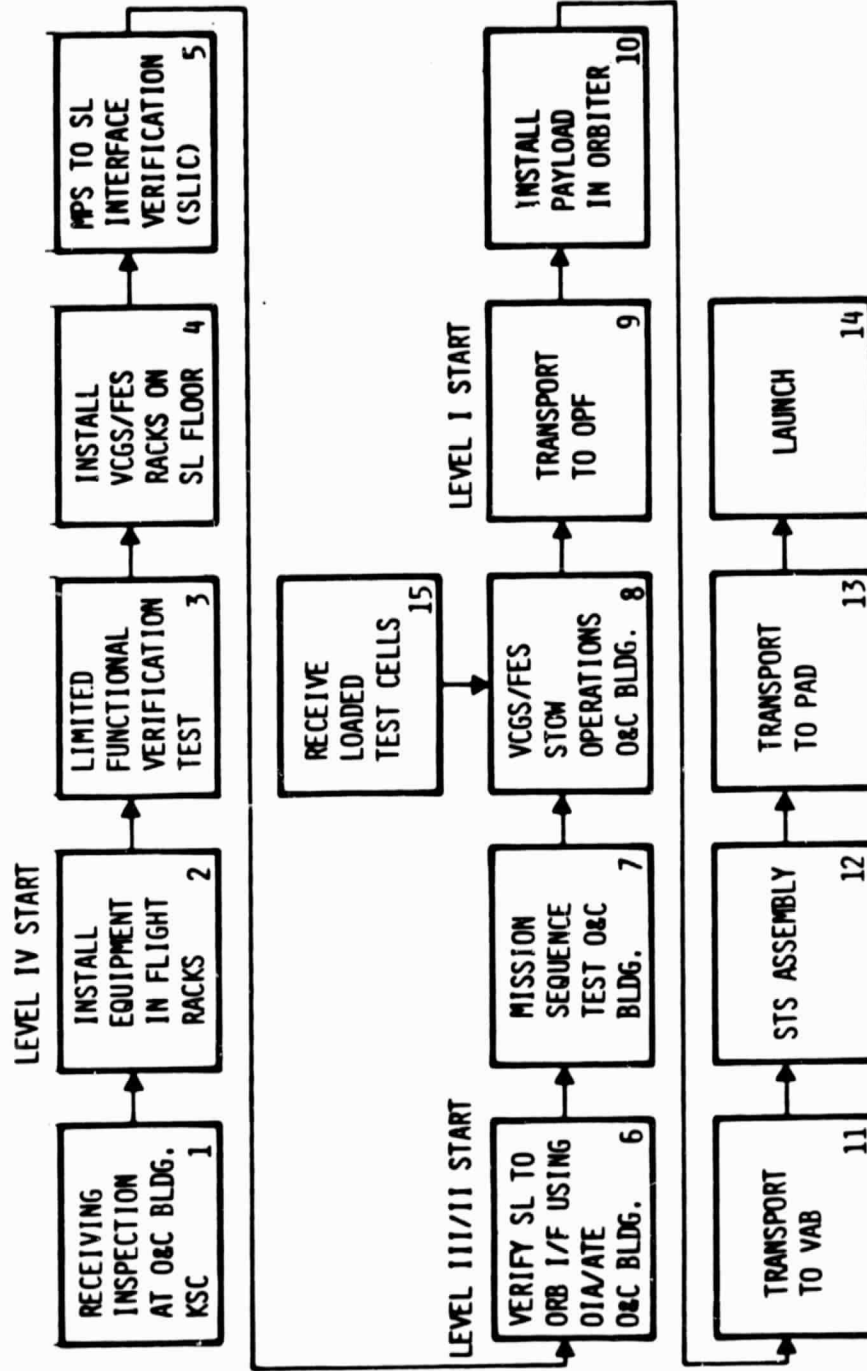 LEVEL IV START
RECEIVING
INSPECTION
AT O&C BLDG.
KSC 1
INSTALL
EQUIPMENT
IN FLIGHT
RACKS 2
LIMITED
FUNCTIONAL
VERIFICATION
TEST 3
INSTALL
VCGS/FES
RACKS ON
SL FLOOR 4
MPS TO SL
INTERFACE
VERIFICATION
(SLIC) 5
RECEIVE
LOADED
TEST CELLS
15
LEVEL III/II START
LEVEL I START
VERIFY SL TO
ORB I/F USING
OIA/ATE
O&C BLDG. 6
MISSION
SEQUENCE
TEST O&C
BLDG. 7
VCGS/FES
STOW
OPERATIONS
O&C BLDG. 8
TRANSPORT
TO OPF
9
INSTALL
PAYLOAD
IN ORBITER
10
TRANSPORT
TO VAB
11
STS ASSEMBLY
12
TRANSPORT
TO PAD
13
LAUNCH
14